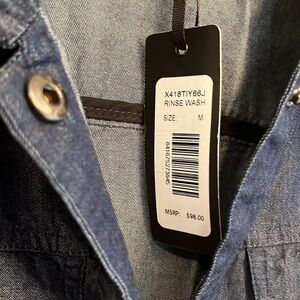 X418TIY66J
RINSE WASH
SIZE: M
MSRP: $98.00